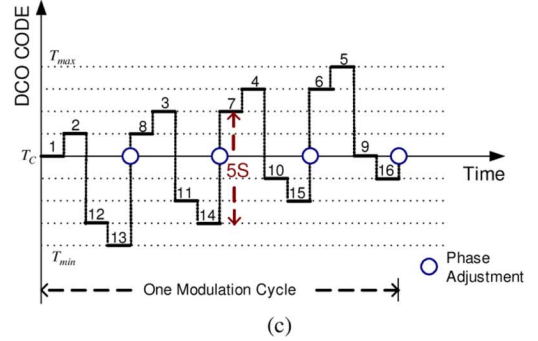 DCO CODE
T_max
5
4
6
3
7
2
8
T_C
1
9
5S
10
16
Time
11
15
12
14
13
T_min
Phase
Adjustment
One Modulation Cycle
(c)